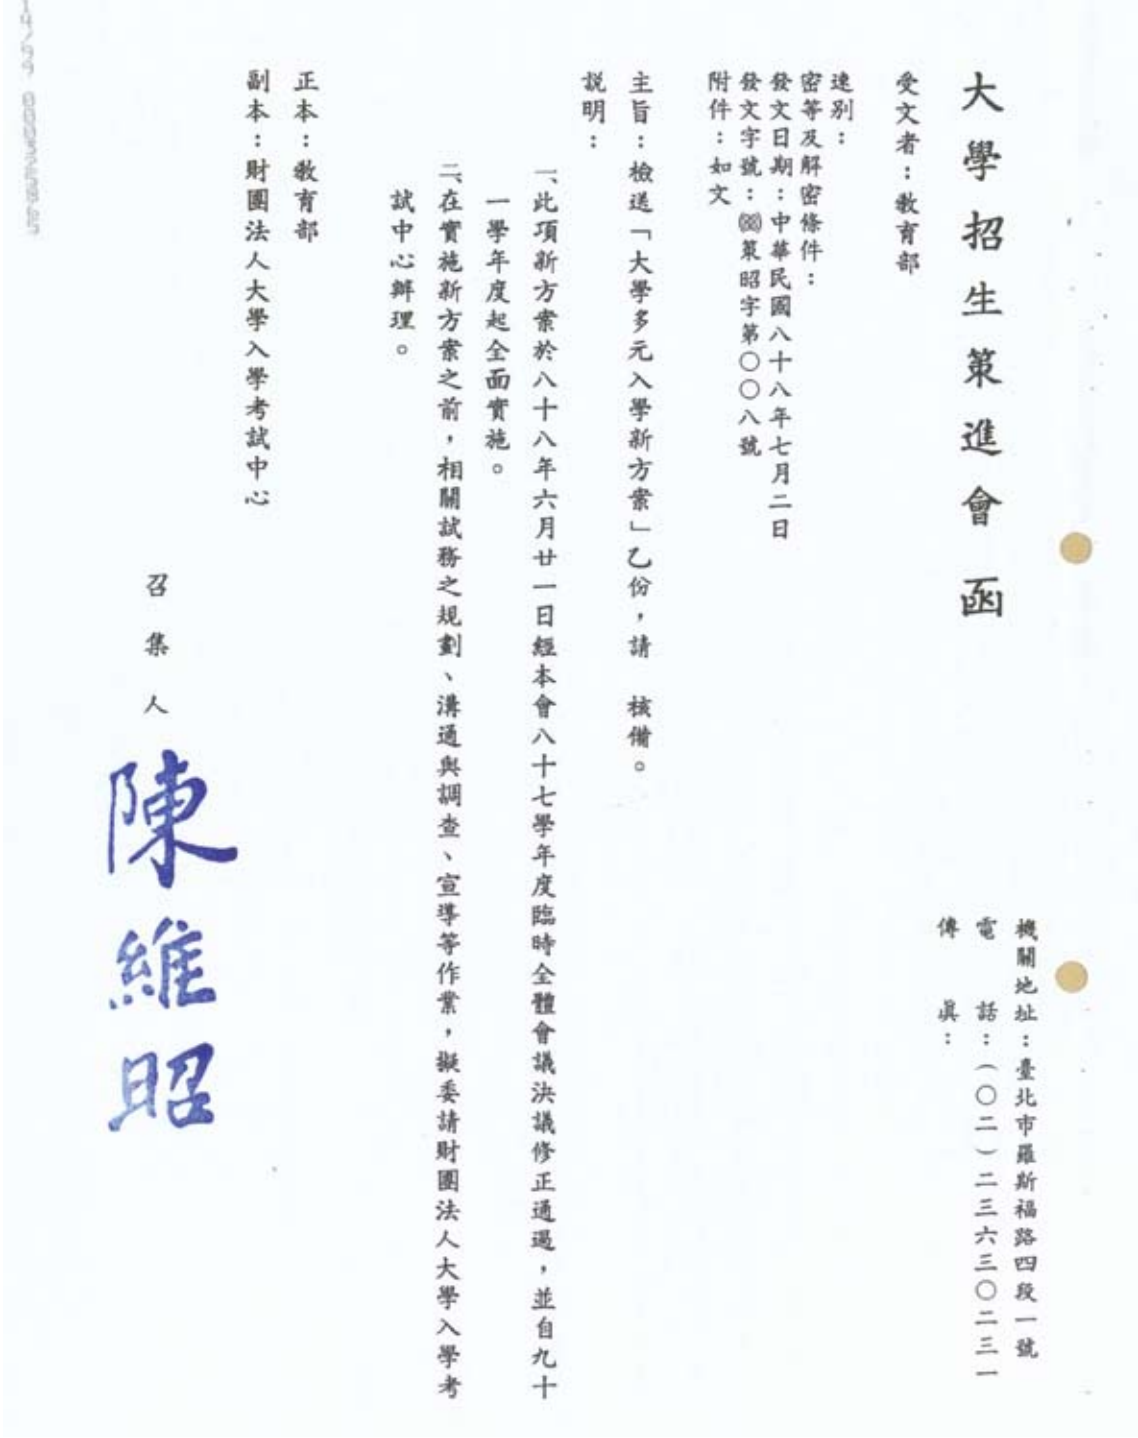 大學招生策進會 函
機關地址：臺北市羅斯福路四段一號
電話：（〇二）二三六三〇二三一
傳真：
受文者：教育部
速別：
密等及解密條件：
發文日期：中華民國八十八年七月二日
發文字號：(88)策昭字第〇〇八號
附件：如文
主旨：檢送「大學多元入學新方案」乙份，請 核備。
說明：
一、此項新方案於八十八年六月廿一日經本會八十七學年度臨時全體會議決議修正通過，並自九十
一學年度起全面實施。
二、在實施新方案之前，相關試務之規劃、溝通與調查、宣導等作業，擬委請財團法人大學入學考
試中心辦理。
正本：教育部
副本：財團法人大學入學考試中心
召集人 陳維昭